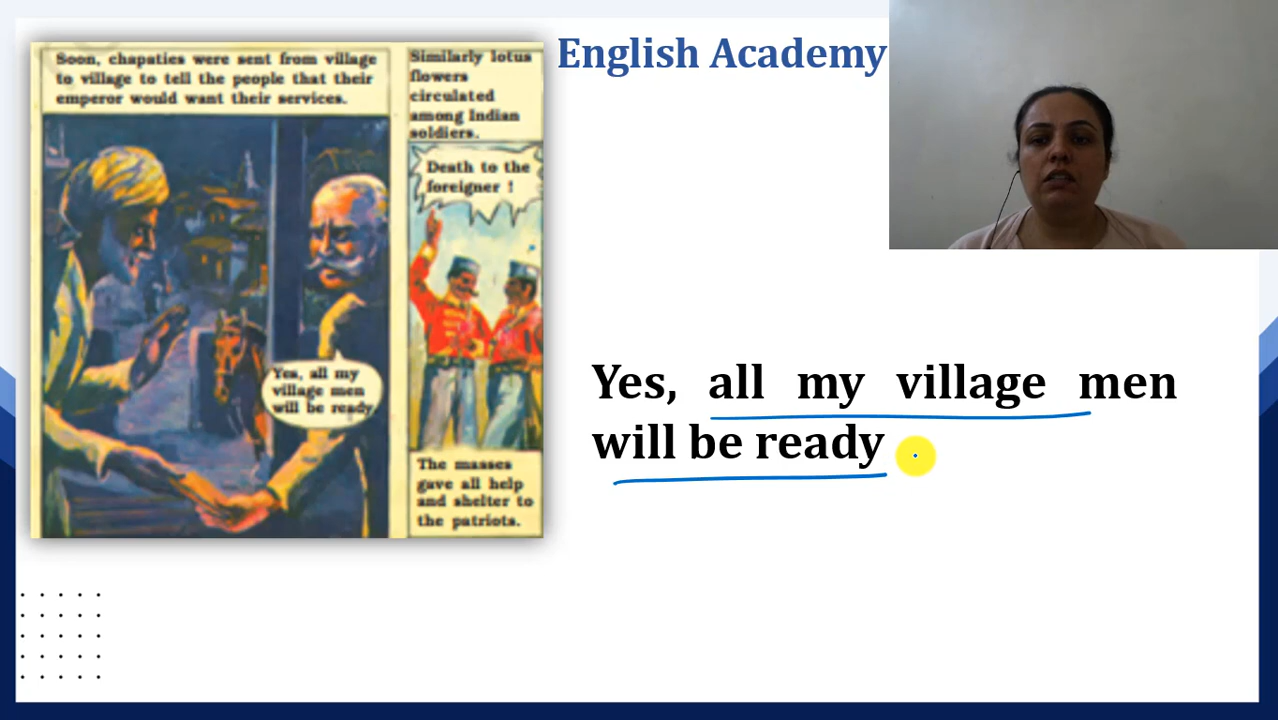 English Academy
Soon, chapaties were sent from village
to village to tell the people that their
emperor would want their services.
Yes, all my
village men
will be ready
Similarly lotus
flowers
circulated
among Indian
soldiers.
Death to the
foreigner !
The masses
gave all help
and shelter to
the patriots.
Yes, all my village men
will be ready